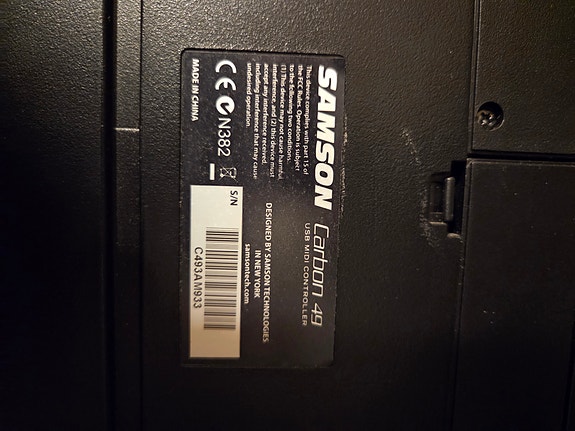 SAMSON Carbon 49
USB MIDI CONTROLLER
This device complies with part 15 of
the FCC Rules. Operation is subject
to the following two conditions:
(1) This device may not cause harmful
interference, and (2) this device must
accept any interference received,
including interference that may cause
undesired operation.
DESIGNED BY SAMSON TECHNOLOGIES
IN NEW YORK
samsontech.com
CE N382
S/N
C493AM933
MADE IN CHINA